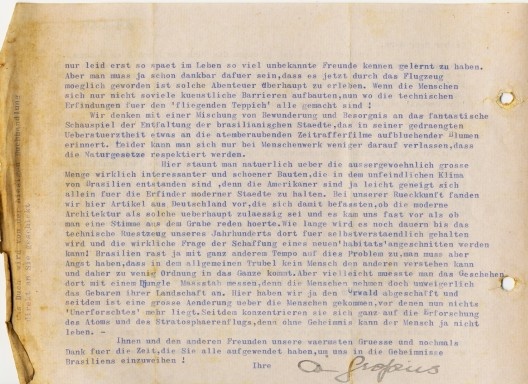 nur leid erst so spaet im Leben so viel unbekannte Freunde kennen gelernt zu haben.
Aber man muss ja schon dankbar dafuer sein,dass es jetzt durch das Flugzeug
moeglich geworden ist solche Abenteuer überhaupt zu erleben. Wenn die Menschen
sich nur nicht soviele kuenstliche Barrieren aufbauten,nun wo die technischen
Erfindungen fuer den 'fliegenden Teppich' alle gemacht sind !
Wir denken mit einer Mischung von Bewunderung und Besorgnis an das fantastische
Schauspiel der Entfaltung der brasilianischen Staedte,das in seiner gedraengten
Ueberstuerztheit etwas an die atemberaubenden Zeitrafferfilme aufbluchender Blumen
erinnert. Leider kann man sich nur bei Menschenwerk weniger darauf verlassen,dass
die Naturgesetze respektiert werden.
Hier staunt man natuerlich ueber die aussergewoehnlich grosse
Menge wirklich interessanter und schoener Bauten,die in dem unfeindlichen Klima
von Brasilien entstanden sind ,denn die Amerikaner sind ja leicht geneigt sich
allein fuer die Erfinder moderner Staedte zu halten. Bei unserer Rueckkunft fanden
wir hier Artikel aus Deutschland vor,die sich damit befassten,ob die moderne
Architektur als solche ueberhaupt zulaessig sei und es kam uns fast vor als ob
man eine Stimme aus dem Grabe reden hoerte.Wie lange wird es noch dauern bis das
technische Ruestzeug unseres Jahrhunderts dort fuer selbstverstaendlich gehalten
wird und die wirkliche Frage der Schaffung eines neuen'habitats'angeschnitten werden
kann! Brasilien rast ja mit ganz anderem Tempo auf dies Problem zu,man muss aber
Angst haben,dass in dem allgemeinen Trubel kein Mensch den anderen verstehen kann
und daher zu wenig Ordnung in das Ganze kommt.Aber vielleicht muesste man das Geschehen
dort mit einem Djungle Massstab messen,denn die Menschen nehmen doch unweigerlich
das Gebaren ihrer Landschaft an. Hier haben wir ja den Urwald abgeschafft und
seitdem ist eine grosse Aenderung ueber die Menschen gekommen,vor denen nun nichts
'Unerforschtes' mehr liegt.Seitdem konzentrieren sie sich ganz auf die Erforschung
des Atoms und des Stratosphaerenflugs,denn ohne Geheimnis kann der Mensch ja nicht
leben. -
Ihnen und den anderen Freunden unsere waermsten Gruesse und nochmals
Dank fuer die Zeit,die Sie alle aufgewendet haben,um uns in die Geheimnisse
Brasiliens einzuweihen !
Ihre
Gropius